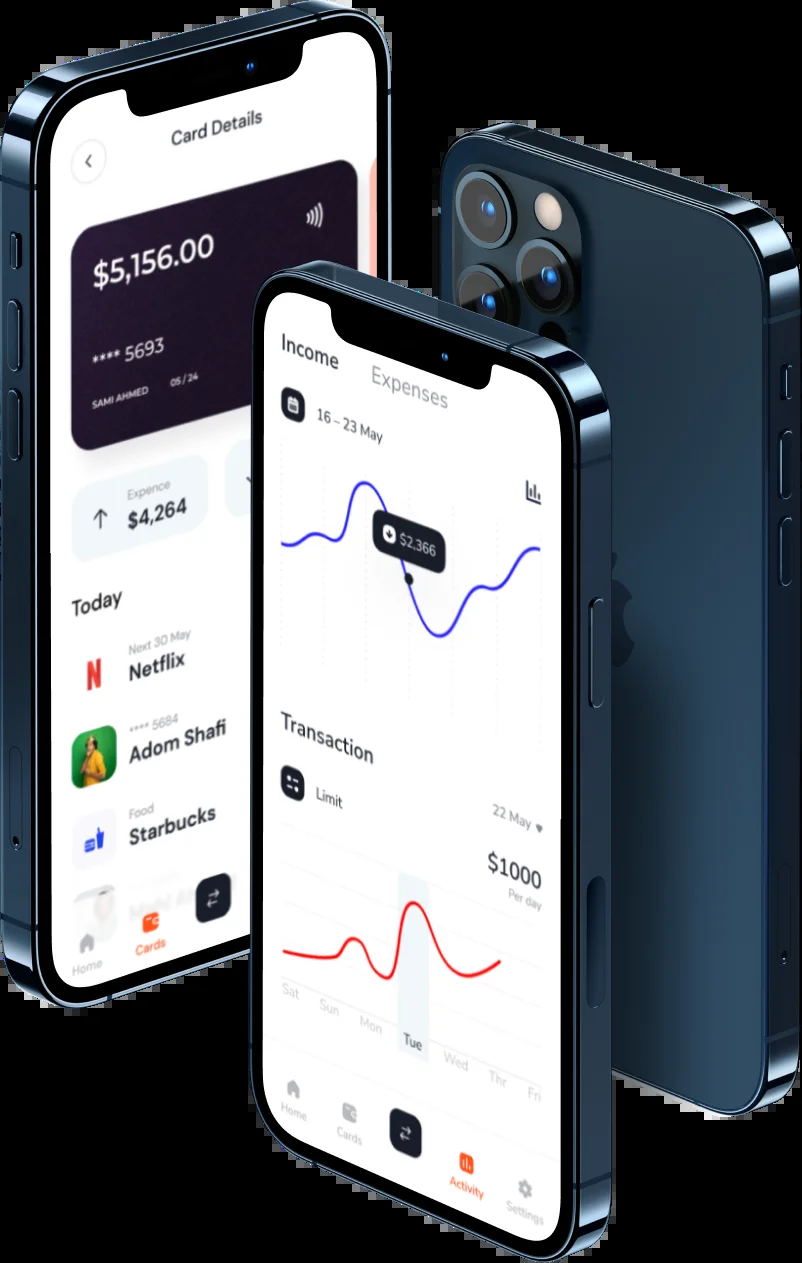 Card Details
$5,156.00
**** 5693
SAMI AHMED 05 / 24
Expence
$4,264
Today
Next 30 May
N
Netflix
**** 5684
Adom Shafi
Food
Starbucks
Home
Cards
Income Expenses
16 – 23 May
$2,366
Transaction
Limit
22 May
$1000
Per day
Sat Sun Mon Tue Wed Thr Fri
Home Cards Activity Settings